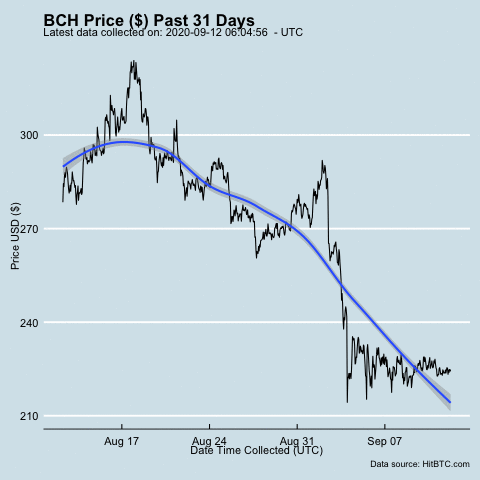 BCH Price ($) Past 31 Days
Latest data collected on: 2020-09-12 06:04:56 - UTC
300
270
240
210
Price USD ($)
Aug 17 Aug 24 Aug 31 Sep 07
Date Time Collected (UTC)
Data source: HitBTC.com